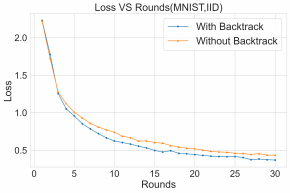 Loss VS Rounds(MNIST,IID)
With Backtrack
Without Backtrack
Loss
2.0
1.5
1.0
0.5
0 5 10 15 20 25 30
Rounds